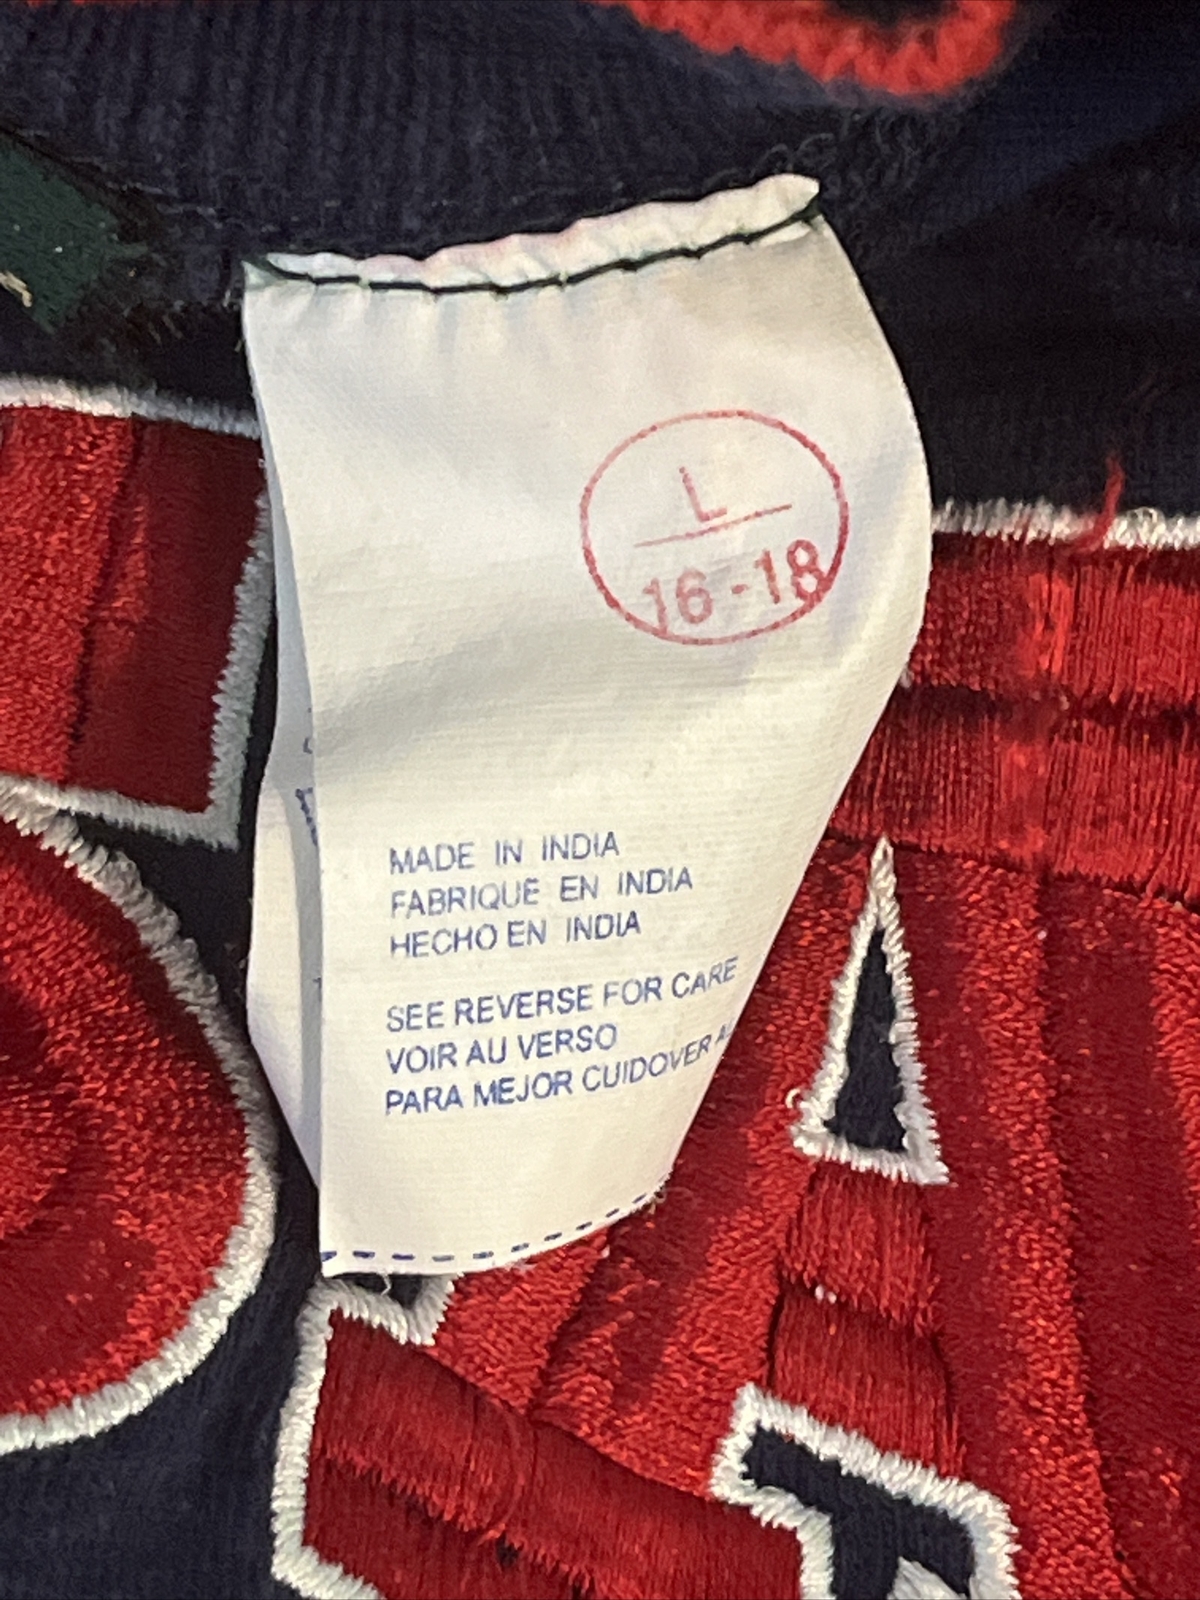 L
16-18
MADE IN INDIA
FABRIQUE EN INDIA
HECHO EN INDIA
SEE REVERSE FOR CARE
VOIR AU VERSO
PARA MEJOR CUIDOVER